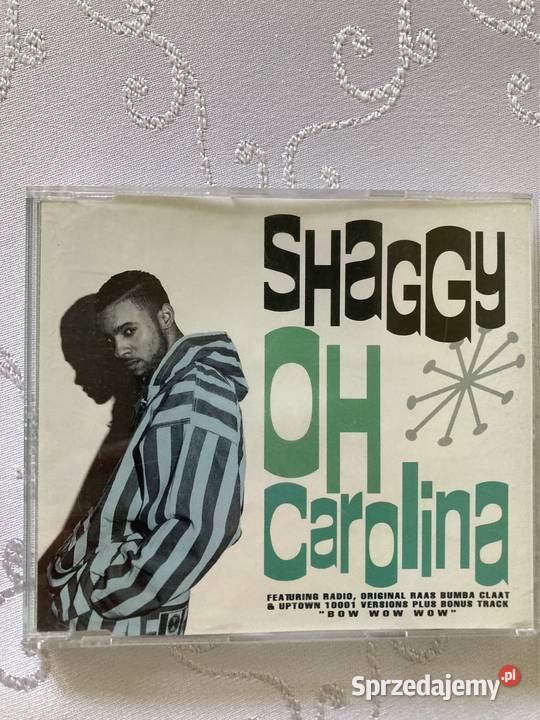 SHaGGy
OH
Carolina
FEATURING RADIO, ORIGINAL RAAS BUMBA CLAAT
& UPTOWN 10001 VERSIONS PLUS BONUS TRACK
"BOW WOW WOW"
Sprzedajemy.pl